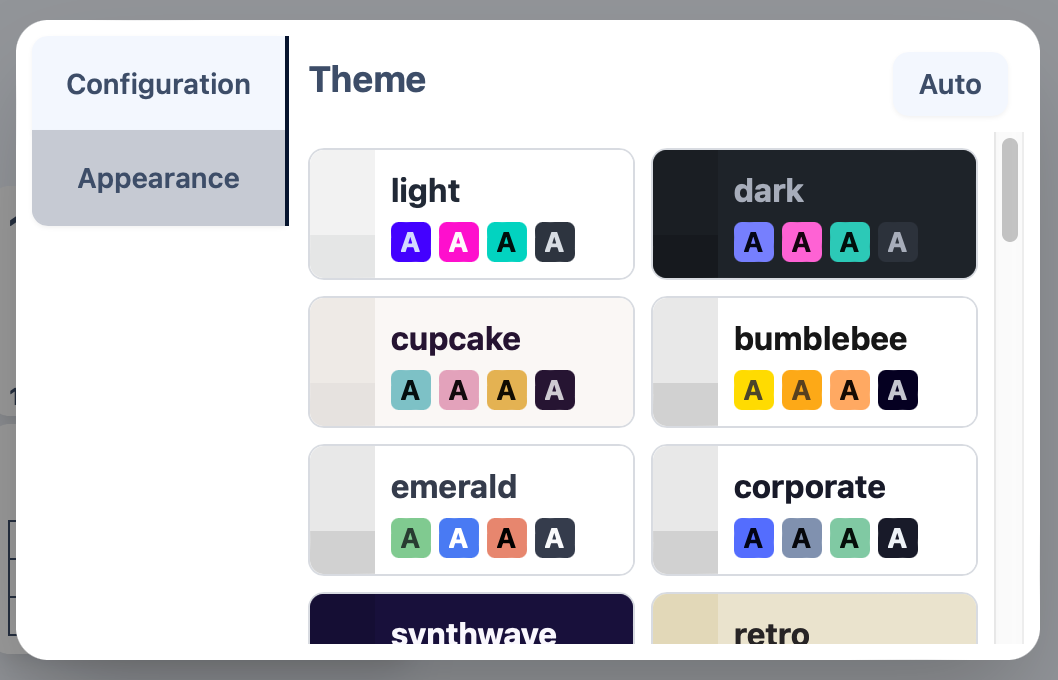 Configuration
Appearance
Theme
Auto
light
A A A A
dark
A A A A
cupcake
A A A A
bumblebee
A A A A
emerald
A A A A
corporate
A A A A
synthwave
retro